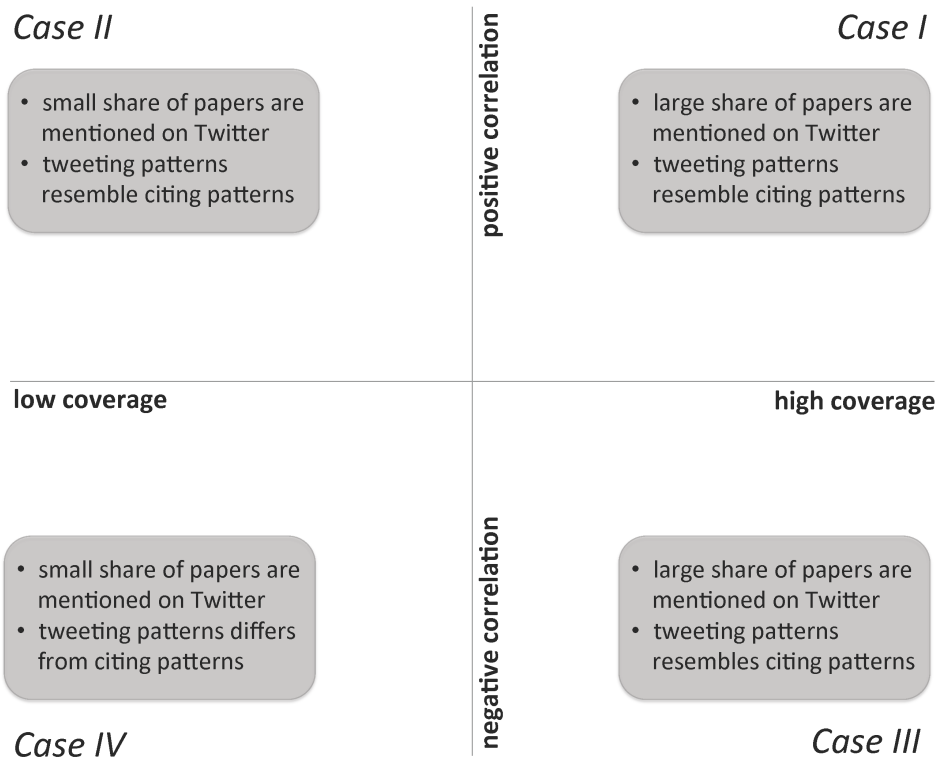 Case II
Case I
• small share of papers are
mentioned on Twitter
• tweeting patterns
resemble citing patterns
positive correlation
• large share of papers are
mentioned on Twitter
• tweeting patterns
resemble citing patterns
low coverage
high coverage
• small share of papers are
mentioned on Twitter
• tweeting patterns differs
from citing patterns
negative correlation
• large share of papers are
mentioned on Twitter
• tweeting patterns
resembles citing patterns
Case IV
Case III